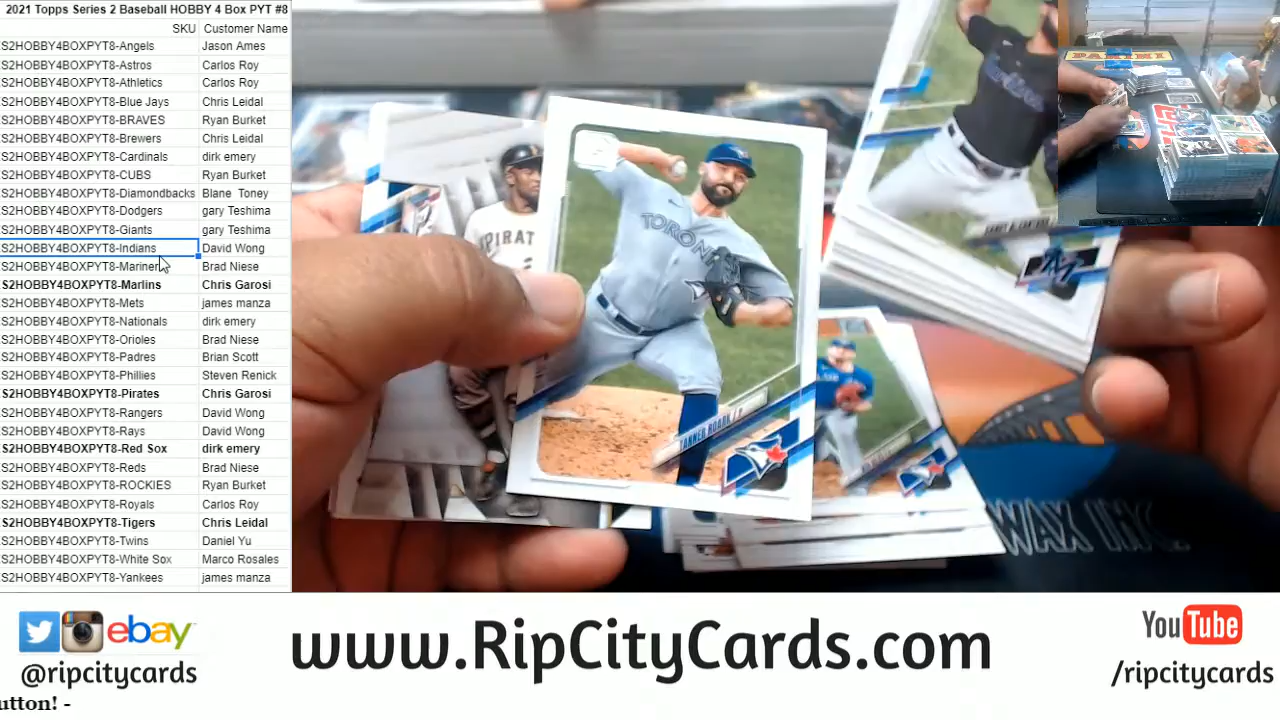 2021 Topps Series 2 Baseball HOBBY 4 Box PYT #8
SKU Customer Name
S2HOBBY4BOXPYT8-Angels Jason Ames
S2HOBBY4BOXPYT8-Astros Carlos Roy
S2HOBBY4BOXPYT8-Athletics Carlos Roy
S2HOBBY4BOXPYT8-Blue Jays Chris Leidal
S2HOBBY4BOXPYT8-BRAVES Ryan Burket
S2HOBBY4BOXPYT8-Brewers Chris Leidal
S2HOBBY4BOXPYT8-Cardinals dirk emery
S2HOBBY4BOXPYT8-CUBS Ryan Burket
S2HOBBY4BOXPYT8-Diamondbacks Blane Toney
S2HOBBY4BOXPYT8-Dodgers gary Teshima
S2HOBBY4BOXPYT8-Giants gary Teshima
S2HOBBY4BOXPYT8-Indians David Wong
S2HOBBY4BOXPYT8-Mariner Brad Niese
S2HOBBY4BOXPYT8-Marlins Chris Garosi
S2HOBBY4BOXPYT8-Mets james manza
S2HOBBY4BOXPYT8-Nationals dirk emery
S2HOBBY4BOXPYT8-Orioles Brad Niese
S2HOBBY4BOXPYT8-Padres Brian Scott
S2HOBBY4BOXPYT8-Phillies Steven Renick
S2HOBBY4BOXPYT8-Pirates Chris Garosi
S2HOBBY4BOXPYT8-Rangers David Wong
S2HOBBY4BOXPYT8-Rays David Wong
S2HOBBY4BOXPYT8-Red Sox dirk emery
S2HOBBY4BOXPYT8-Reds Brad Niese
S2HOBBY4BOXPYT8-ROCKIES Ryan Burket
S2HOBBY4BOXPYT8-Royals Carlos Roy
S2HOBBY4BOXPYT8-Tigers Chris Leidal
S2HOBBY4BOXPYT8-Twins Daniel Yu
S2HOBBY4BOXPYT8-White Sox Marco Rosales
S2HOBBY4BOXPYT8-Yankees james manza
PANINI
PIRAT
TORON
TANNER ROARK
WAX INC.
ebay
@ripcitycards
www.RipCityCards.com
YouTube
/ripcitycards
utton! -